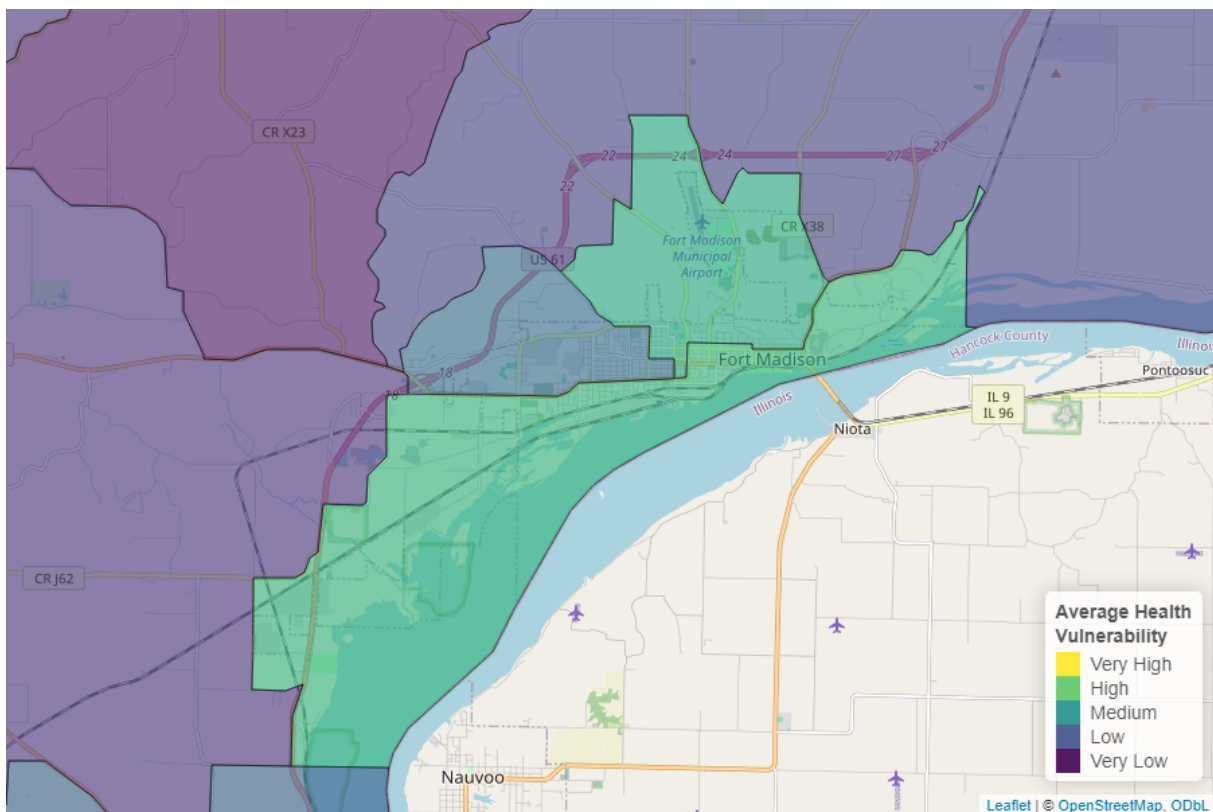 CR X23
22
24
24
27
27
22
CR X38
Fort Madison
Municipal
Airport
US 61
Hancock County
Illinois
Fort Madison
18
Pontoosuc
18
Illinois
IL 9
IL 96
Niota
CR J62
Average Health
Vulnerability
Very High
High
Medium
Low
Very Low
Nauvoo
Leaflet | © OpenStreetMap, ODbL